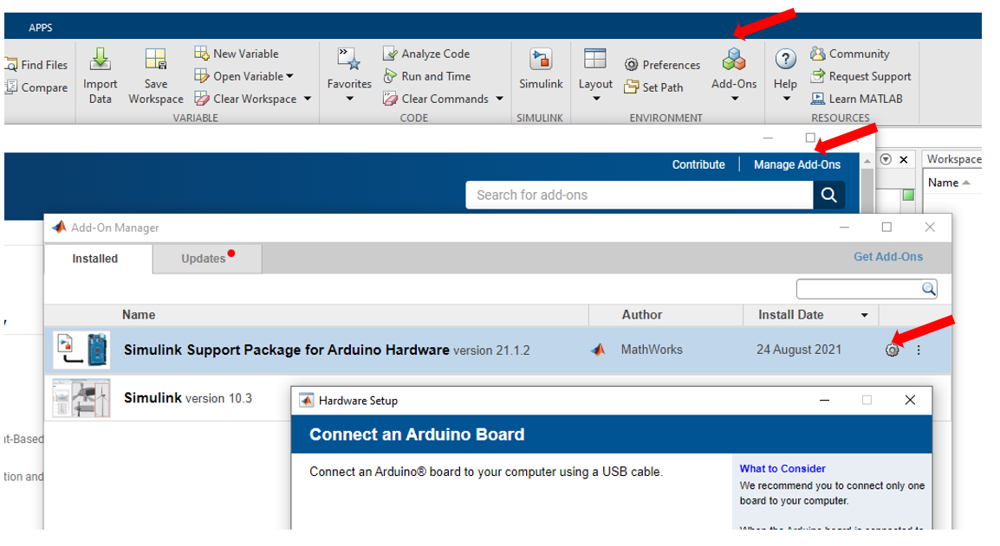 APPS
Find Files
Compare
Import Data
Save Workspace
New Variable
Open Variable
Clear Workspace
VARIABLE
Favorites
Analyze Code
Run and Time
Clear Commands
CODE
Simulink
SIMULINK
Layout
Preferences
Set Path
Add-Ons
ENVIRONMENT
Help
Community
Request Support
Learn MATLAB
RESOURCES
Contribute
Manage Add-Ons
Workspace
Name
Search for add-ons
Add-On Manager
Installed
Updates
Get Add-Ons
Name Author Install Date
Simulink Support Package for Arduino Hardware version 21.1.2 MathWorks 24 August 2021
Simulink version 10.3
Hardware Setup
Connect an Arduino Board
Connect an Arduino® board to your computer using a USB cable.
What to Consider
We recommend you to connect only one
board to your computer.
When the Arduino board is connected to
nt-Based
tion and